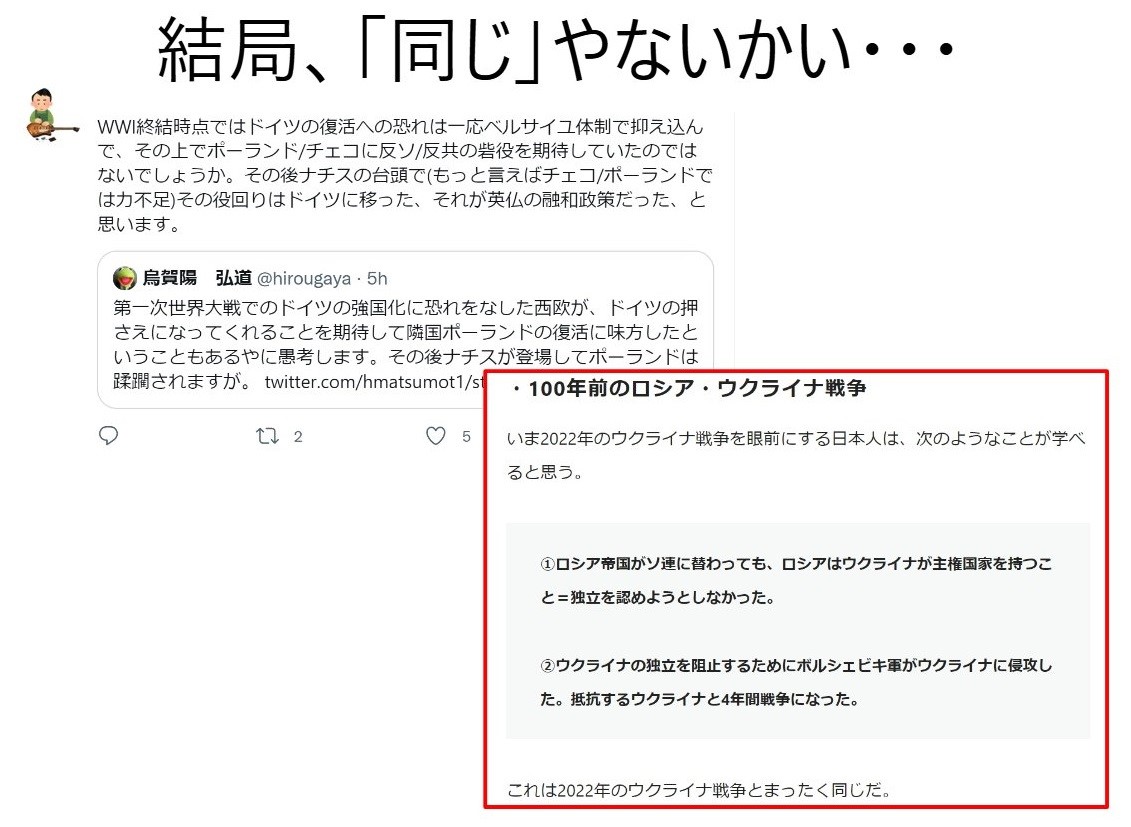 結局、「同じ」やないかい・・・
WWI終結時点ではドイツの復活への恐れは一応ベルサイユ体制で抑え込ん
で、その上でポーランド/チェコに反ソ/反共の砦役を期待していたのでは
ないでしょうか。その後ナチスの台頭で(もっと言えばチェコ/ポーランドで
は力不足)その役回りはドイツに移った、それが英仏の融和政策だった、と
思います。
烏賀陽 弘道 @hirougaya · 5h
第一次世界大戦でのドイツの強国化に恐れをなした西欧が、ドイツの押
さえになってくれることを期待して隣国ポーランドの復活に味方したと
いうこともあるやに愚考します。その後ナチスが登場してポーランドは
蹂躙されますが。 twitter.com/hmatsumot1/st
2
5
・100年前のロシア・ウクライナ戦争
いま2022年のウクライナ戦争を眼前にする日本人は、次のようなことが学べ
ると思う。
①ロシア帝国がソ連に替わっても、ロシアはウクライナが主権国家を持つこ
と＝独立を認めようとしなかった。
②ウクライナの独立を阻止するためにボルシェビキ軍がウクライナに侵攻し
た。抵抗するウクライナと4年間戦争になった。
これは2022年のウクライナ戦争とまったく同じだ。